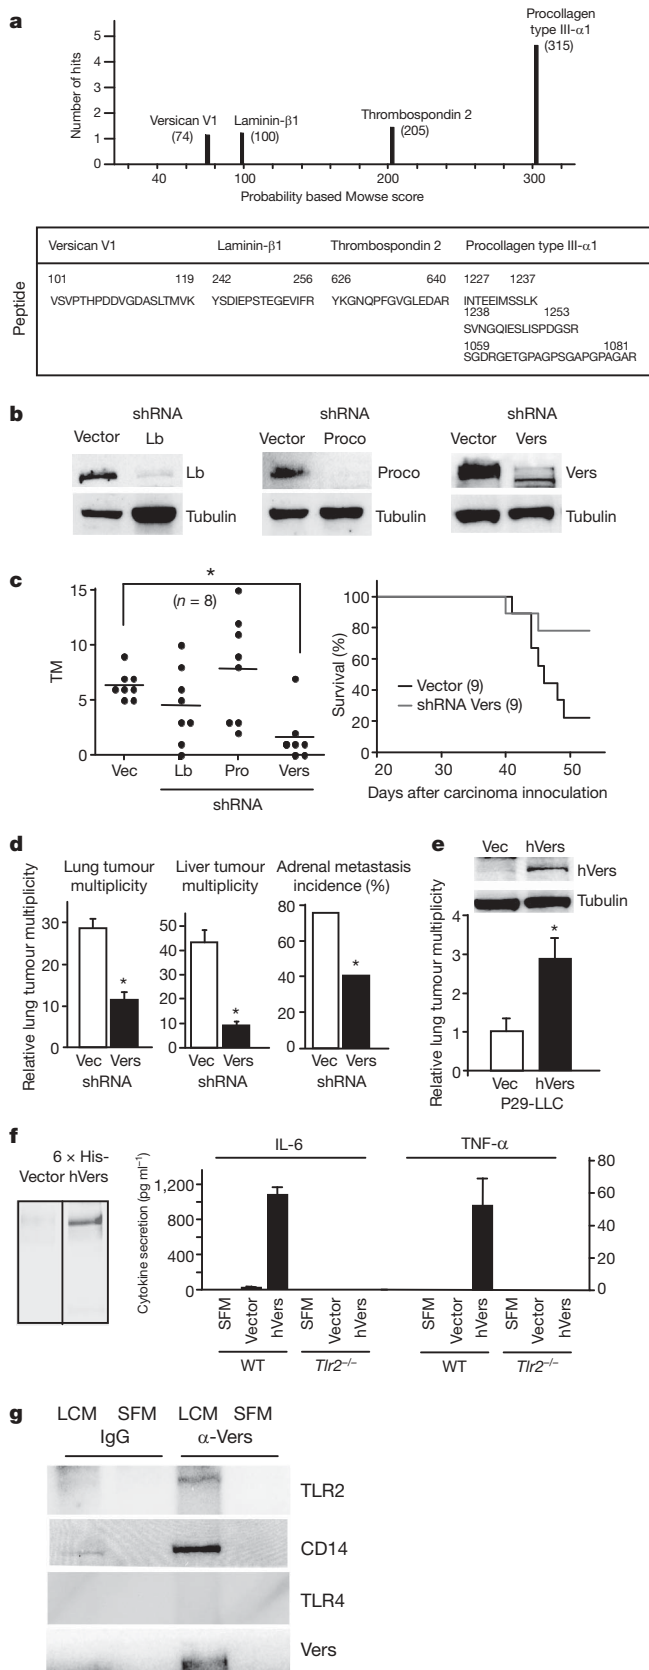 a
Procollagen
type III-α1
(315)
Number of hits
5
4
3
2
1
0
Versican V1
(74)
Laminin-β1
(100)
Thrombospondin 2
(205)
40 100 200 300
Probability based Mowse score
Peptide
Versican V1 Laminin-β1 Thrombospondin 2 Procollagen type III-α1
101 119 242 256 626 640 1227 1237
VSVPTHPDDVGDASLTMVK YSDIEPSTEGEVIFR YKGNQPFGVGLEDAR INTEEIMSSLK
1238 1253
SVNGQIESLISPDGSR
1059 1081
SGDRGETGPAGPSGAPGPAGAR
b
shRNA shRNA shRNA
Vector Lb Vector Proco Vector Vers
Lb Proco Vers
Tubulin Tubulin Tubulin
c
*
(n = 8)
TM
15
10
5
0
Vec Lb Pro Vers
shRNA
Survival (%)
100
80
60
40
20
0
Vector (9)
shRNA Vers (9)
20 30 40 50
Days after carcinoma innoculation
d
Lung tumour
multiplicity
Liver tumour
multiplicity
Adrenal metastasis
incidence (%)
Relative lung tumour multiplicity
30
20
10
0
*
50
40
30
20
10
0
*
80
60
40
20
0
*
Vec Vers Vec Vers Vec Vers
shRNA shRNA shRNA
e
Vec hVers
hVers
Tubulin
Relative lung tumour multiplicity
4
3
2
1
0
*
Vec hVers
P29-LLC
f
6 × His-
Vector hVers
IL-6 TNF-α
Cytokine secretion (pg ml⁻¹)
1,200
800
400
0
80
60
40
20
0
SFM Vector hVers SFM Vector hVers SFM Vector hVers SFM Vector hVers
WT Tlr2⁻/⁻ WT Tlr2⁻/⁻
g
LCM SFM LCM SFM
IgG α-Vers
TLR2
CD14
TLR4
Vers